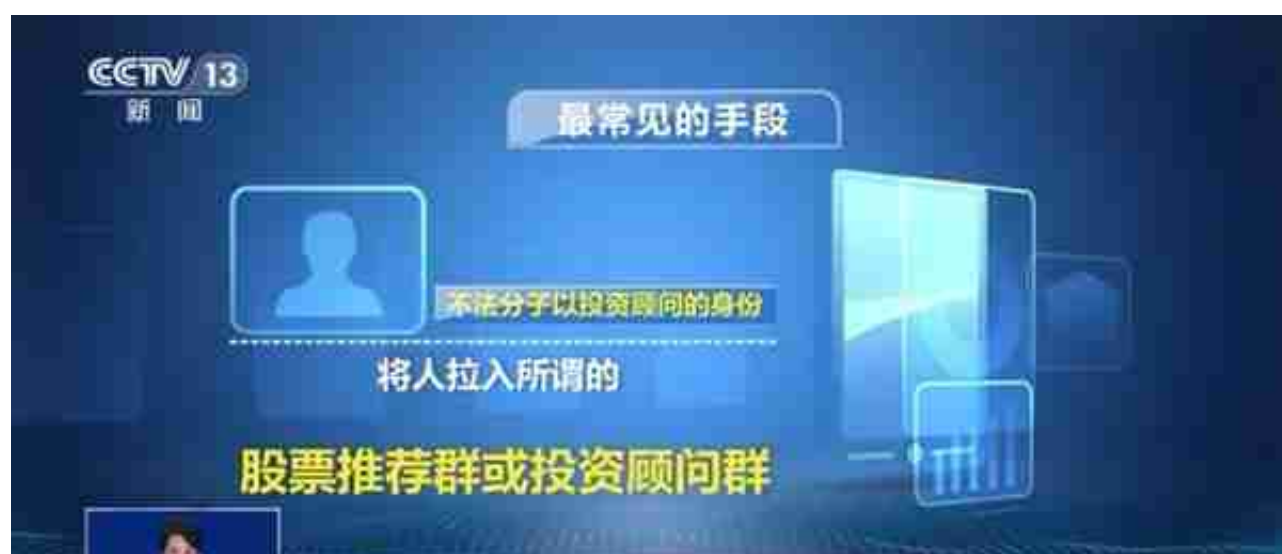 CCTV 13
新闻
最常见的手段
不法分子以投资顾问的身份
将人拉入所谓的
股票推荐群或投资顾问群